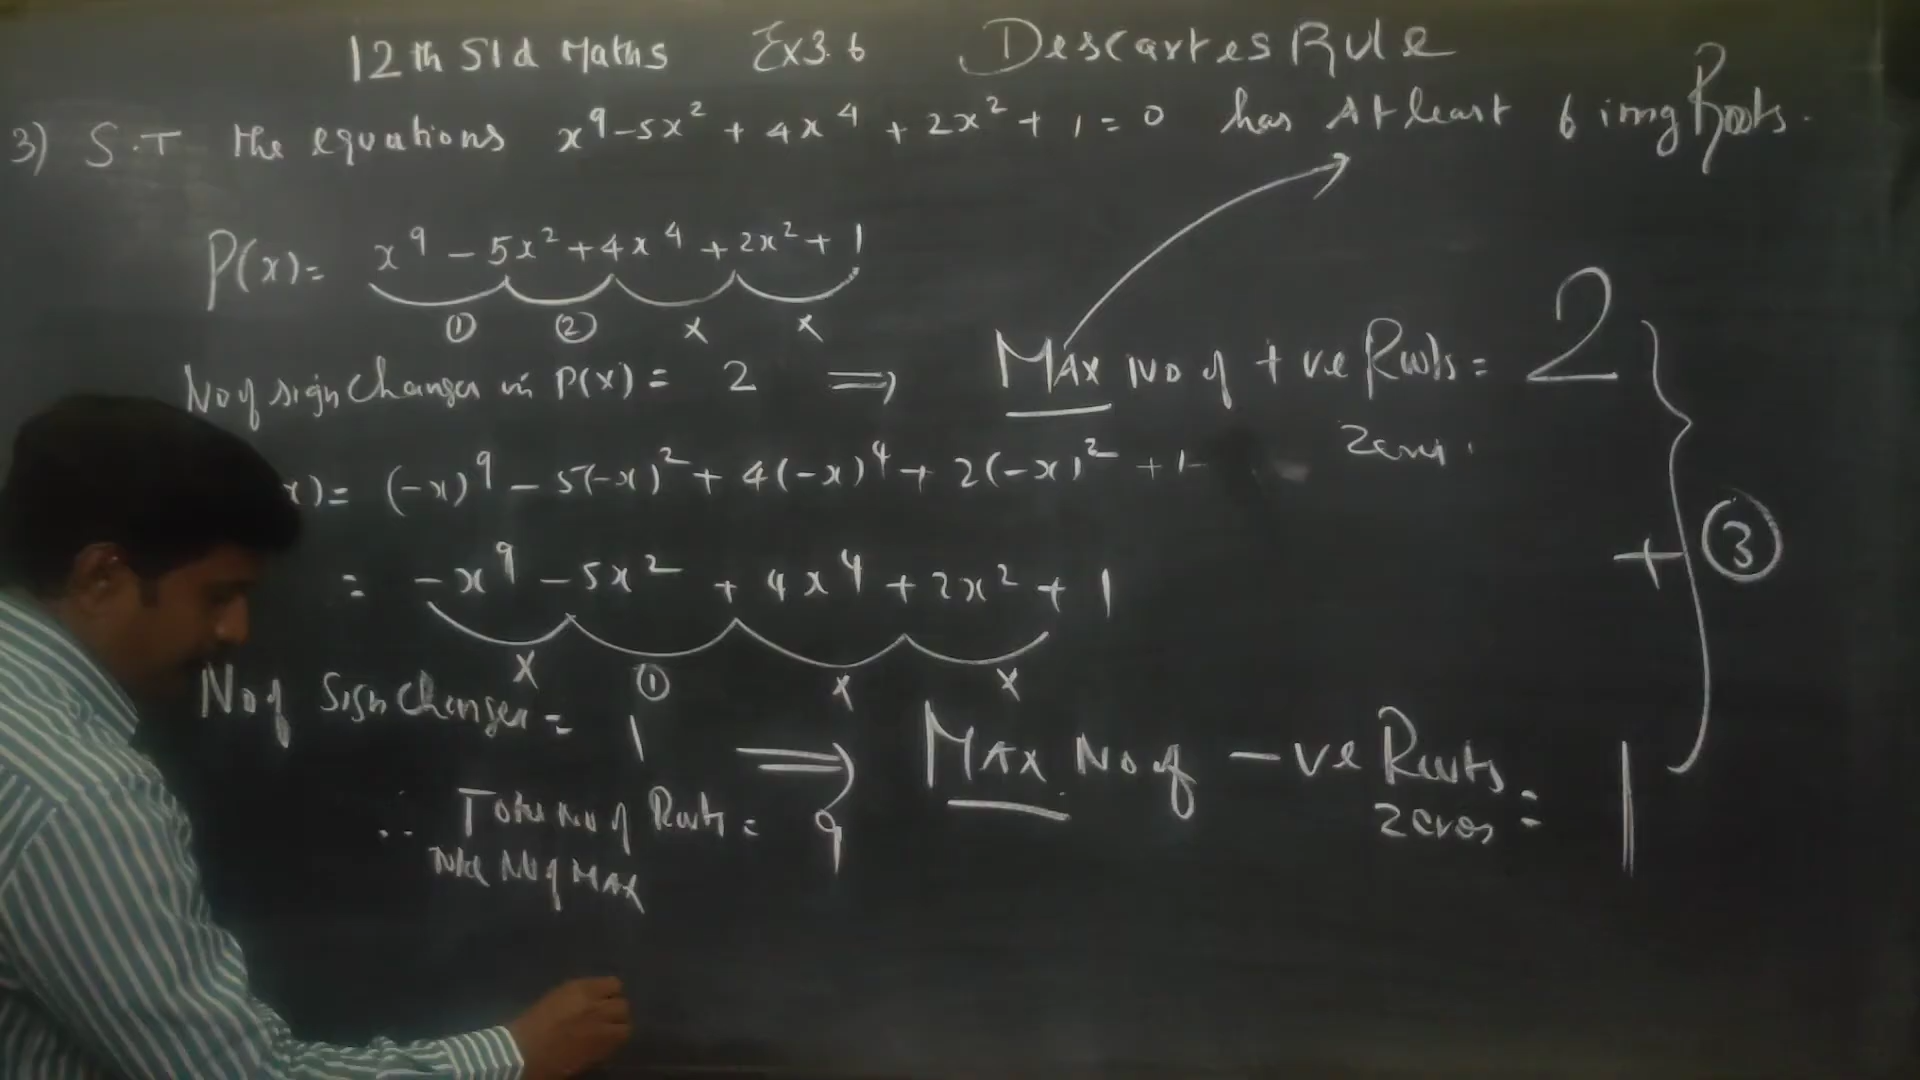 12th Std Maths Ex3.6 Descartes Rule
3) S.T the equations x⁹-5x²+4x⁴+2x²+1=0 has Atleast 6 img Roots.
P(x)= x⁹-5x²+4x⁴+2x²+1
① ② x x
No of sign Changes in P(x) = 2 ⟹ MAX No of +ve Roots = 2
Zeros.
x)= (-x)⁹-5(-x)²+4(-x)⁴+2(-x)²+1
+ ③
= -x⁹-5x²+4x⁴+2x²+1
x ① x x
No of Sign Changes = 1 ⟹ MAX No of -ve Roots = 1
zeros
∴ Total No of Roots = 9
Total No of MAX